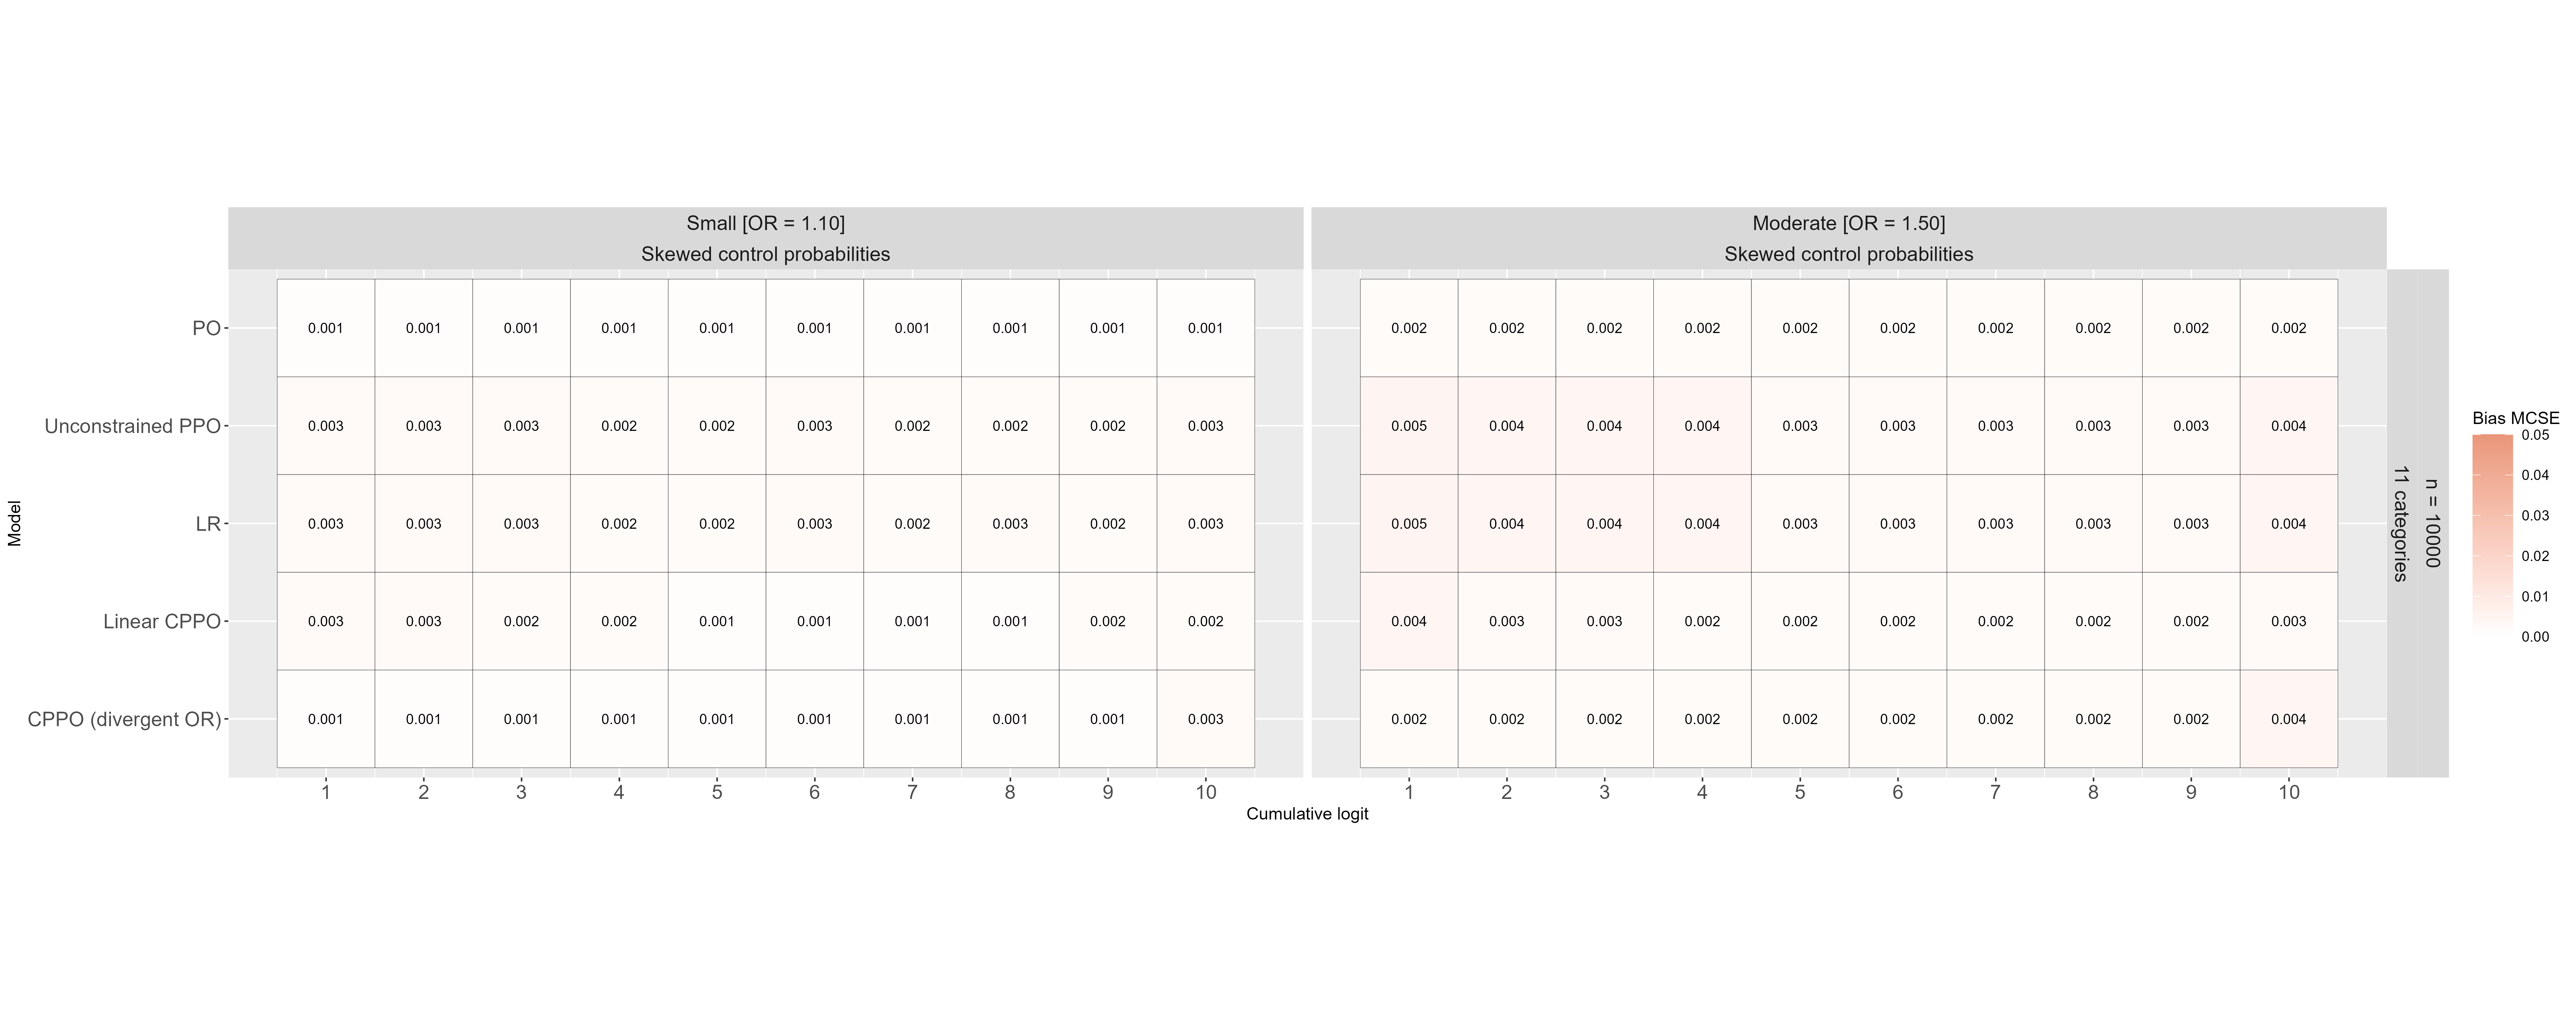 Small [OR = 1.10]
Skewed control probabilities
Moderate [OR = 1.50]
Skewed control probabilities
PO 0.001 0.001 0.001 0.001 0.001 0.001 0.001 0.001 0.001 0.001 0.002 0.002 0.002 0.002 0.002 0.002 0.002 0.002 0.002 0.002
Unconstrained PPO 0.003 0.003 0.003 0.002 0.002 0.003 0.002 0.002 0.002 0.003 0.005 0.004 0.004 0.004 0.003 0.003 0.003 0.003 0.003 0.004
LR 0.003 0.003 0.003 0.002 0.002 0.003 0.002 0.003 0.002 0.003 0.005 0.004 0.004 0.004 0.003 0.003 0.003 0.003 0.003 0.004
Linear CPPO 0.003 0.003 0.002 0.002 0.001 0.001 0.001 0.001 0.002 0.002 0.004 0.003 0.003 0.002 0.002 0.002 0.002 0.002 0.002 0.003
CPPO (divergent OR) 0.001 0.001 0.001 0.001 0.001 0.001 0.001 0.001 0.001 0.003 0.002 0.002 0.002 0.002 0.002 0.002 0.002 0.002 0.002 0.004
1 2 3 4 5 6 7 8 9 10 1 2 3 4 5 6 7 8 9 10
Cumulative logit
Model
n = 10000
11 categories
Bias MCSE
0.05
0.04
0.03
0.02
0.01
0.00